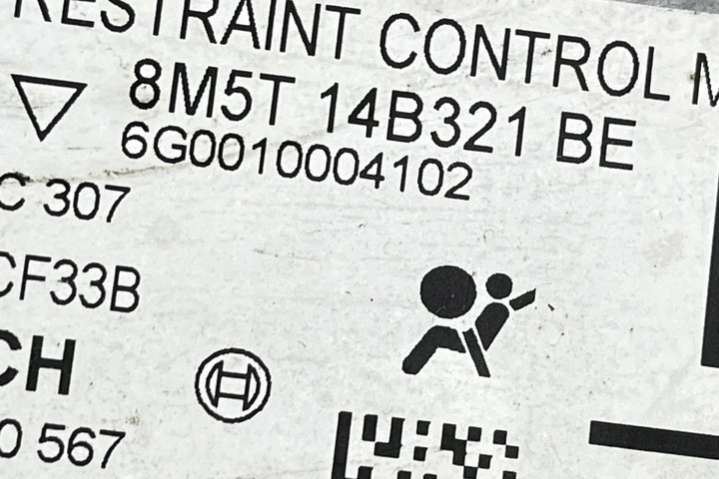 RESTRAINT CONTROL M
8M5T 14B321 BE
6G0010004102
C 307
CF33B
CH
0 567